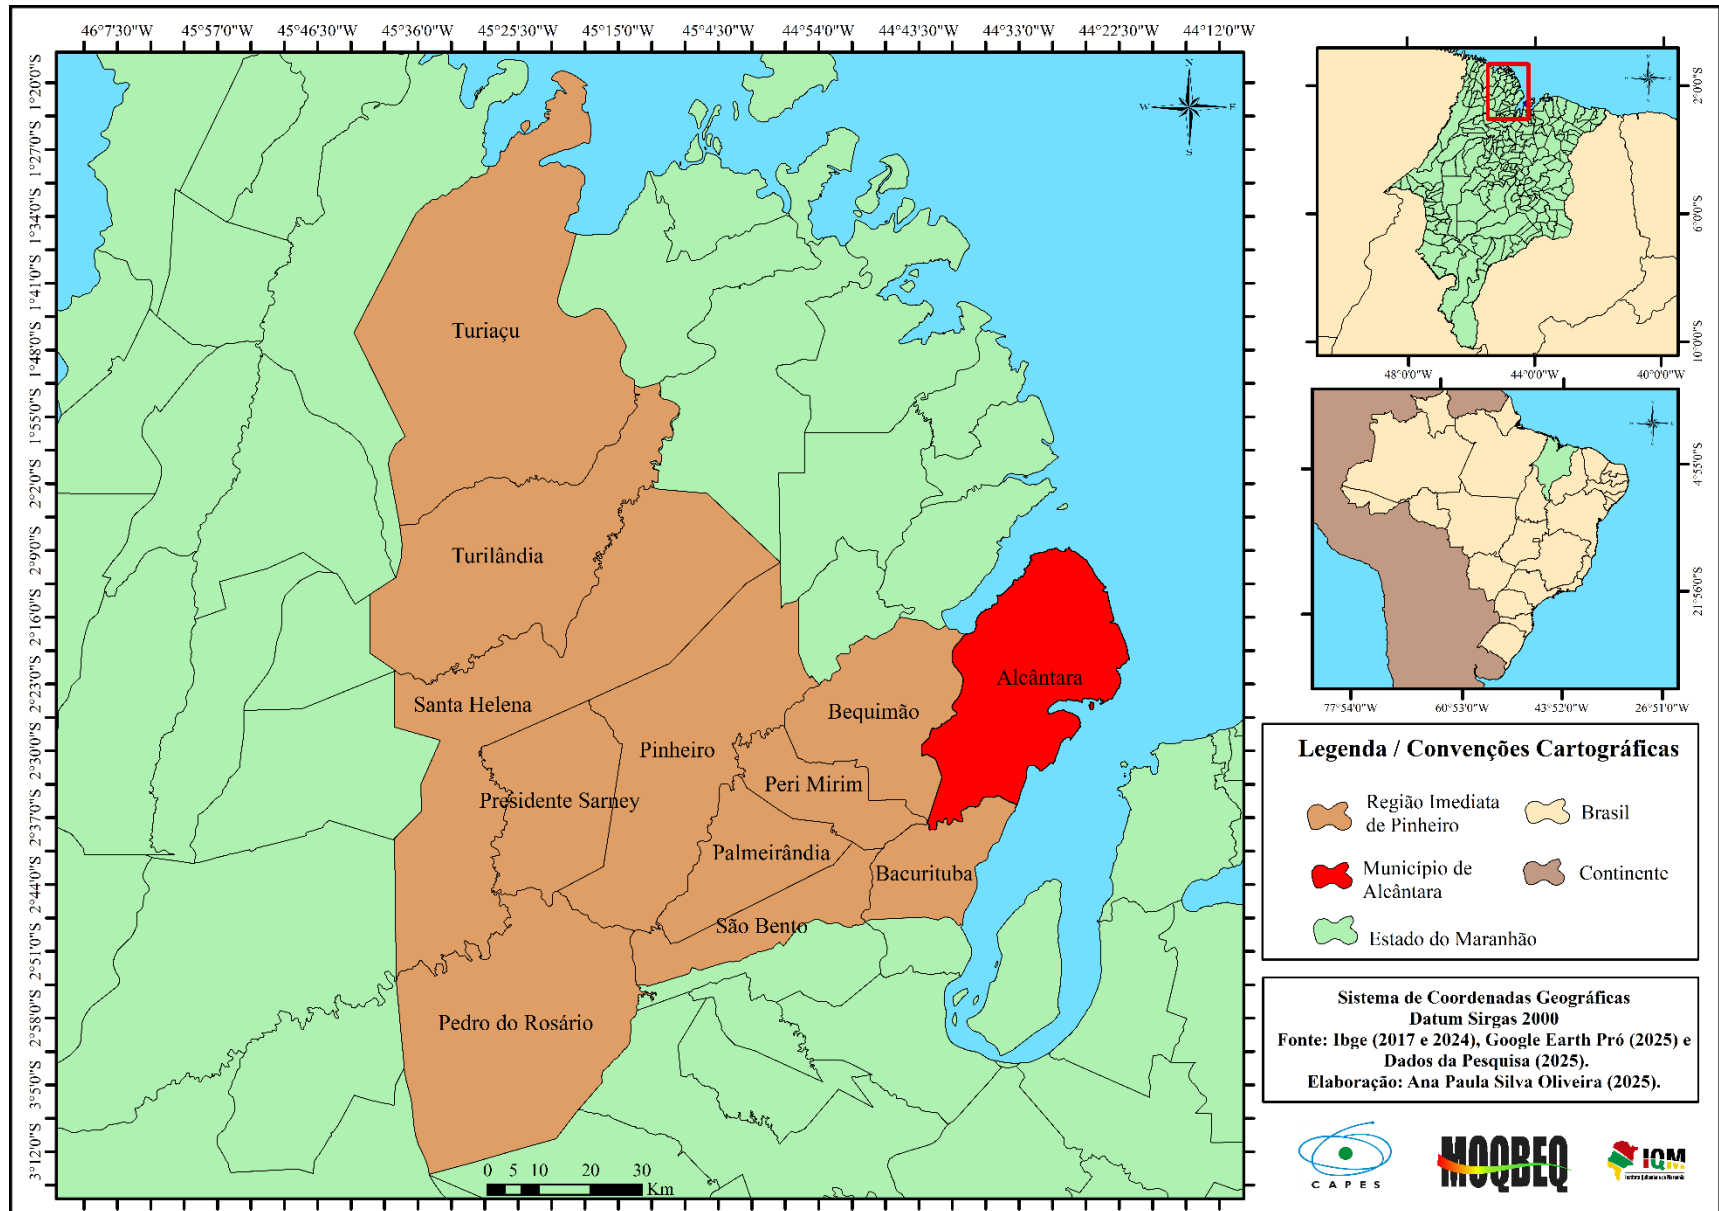 46°7'30"W 45°57'0"W 45°46'30"W 45°36'0"W 45°25'30"W 45°15'0"W 45°4'30"W 44°54'0"W 44°43'30"W 44°33'0"W 44°22'30"W 44°12'0"W
1°20'0"S
1°27'0"S
1°34'0"S
1°41'0"S
1°48'0"S
1°55'0"S
2°2'0"S
2°9'0"S
2°16'0"S
2°23'0"S
2°30'0"S
2°37'0"S
2°44'0"S
2°51'0"S
2°58'0"S
3°5'0"S
3°12'0"S
N
W E
S
Turiaçu
Turilândia
Alcântara
Santa Helena
Bequimão
Pinheiro
Peri Mirim
Presidente Sarney
Palmeirândia
Bacurituba
São Bento
Pedro do Rosário
0 5 10 20 30
Km
2°0'0"S
6°0'0"S
10°0'0"S
48°0'0"W 44°0'0"W 40°0'0"W
4°55'0"S
21°56'0"S
77°54'0"W 60°53'0"W 43°52'0"W 26°51'0"W
Legenda / Convenções Cartográficas
Região Imediata
de Pinheiro
Brasil
Município de
Alcântara
Continente
Estado do Maranhão
Sistema de Coordenadas Geográficas
Datum Sirgas 2000
Fonte: Ibge (2017 e 2024), Google Earth Pró (2025) e
Dados da Pesquisa (2025).
Elaboração: Ana Paula Silva Oliveira (2025).
CAPES
MOQBEQ
IQM